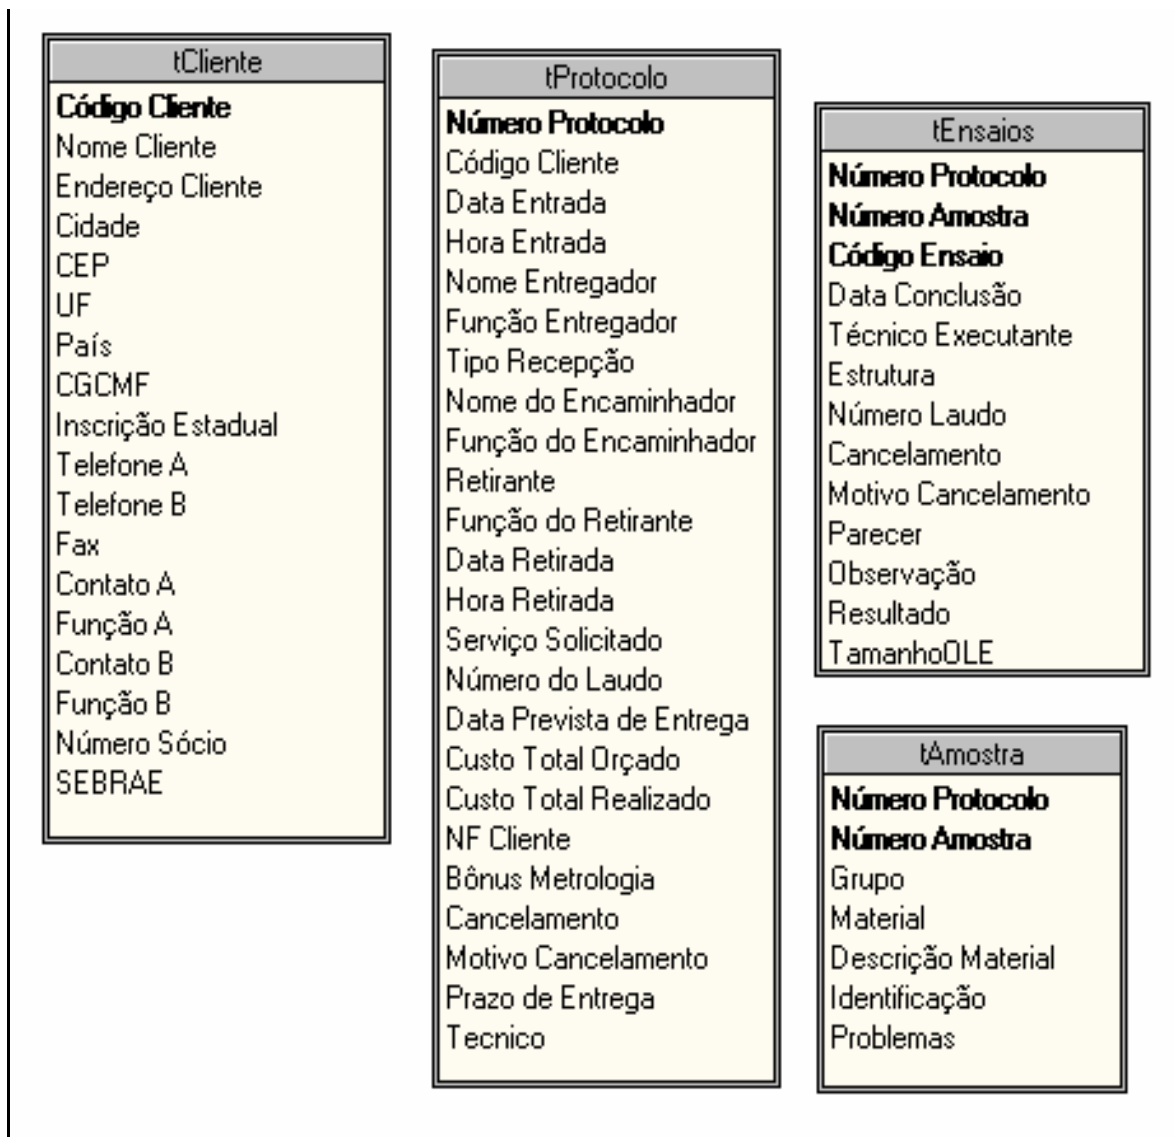 tCliente
Código Cliente
Nome Cliente
Endereço Cliente
Cidade
CEP
UF
País
CGCMF
Inscrição Estadual
Telefone A
Telefone B
Fax
Contato A
Função A
Contato B
Função B
Número Sócio
SEBRAE
tProtocolo
Número Protocolo
Código Cliente
Data Entrada
Hora Entrada
Nome Entregador
Função Entregador
Tipo Recepção
Nome do Encaminhador
Função do Encaminhador
Retirante
Função do Retirante
Data Retirada
Hora Retirada
Serviço Solicitado
Número do Laudo
Data Prevista de Entrega
Custo Total Orçado
Custo Total Realizado
NF Cliente
Bônus Metrologia
Cancelamento
Motivo Cancelamento
Prazo de Entrega
Tecnico
tEnsaios
Número Protocolo
Número Amostra
Código Ensaio
Data Conclusão
Técnico Executante
Estrutura
Número Laudo
Cancelamento
Motivo Cancelamento
Parecer
Observação
Resultado
TamanhoOLE
tAmostra
Número Protocolo
Número Amostra
Grupo
Material
Descrição Material
Identificação
Problemas